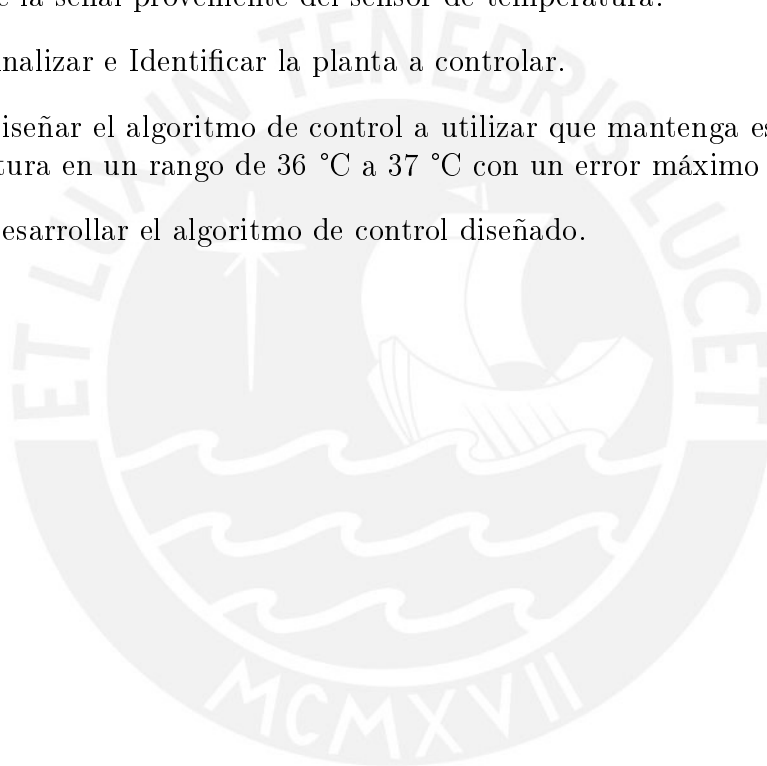 e la señal proveniente del sensor de temperatura.
nalizar e Identificar la planta a controlar.
iseñar el algoritmo de control a utilizar que mantenga es
tura en un rango de 36 °C a 37 °C con un error máximo
esarrollar el algoritmo de control diseñado.
ET LUX IN TENEBRIS LUCET
MCMXVII